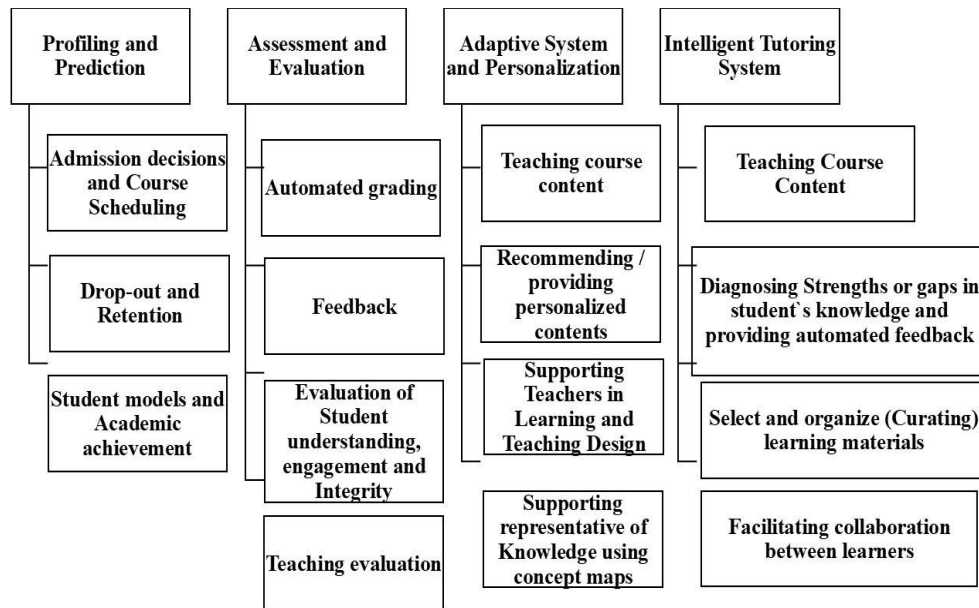 Profiling and
Prediction
Admission decisions
and Course
Scheduling
Drop-out and
Retention
Student models and
Academic
achievement
Assessment and
Evaluation
Automated grading
Feedback
Evaluation of
Student
understanding,
engagement and
Integrity
Teaching evaluation
Adaptive System
and Personalization
Teaching course
content
Recommending /
providing
personalized
contents
Supporting
Teachers in
Learning and
Teaching Design
Supporting
representative of
Knowledge using
concept maps
Intelligent Tutoring
System
Teaching Course
Content
Diagnosing Strengths or gaps in
student`s knowledge and
providing automated feedback
Select and organize (Curating)
learning materials
Facilitating collaboration
between learners